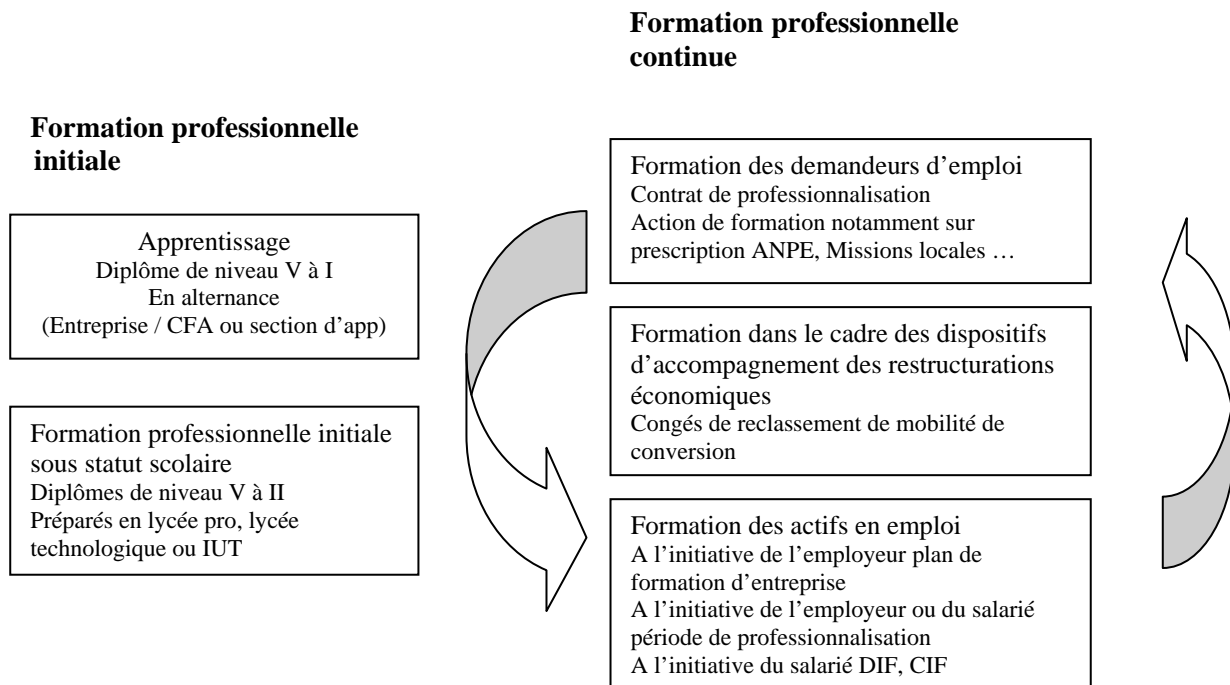 Formation professionnelle
initiale
Apprentissage
Diplôme de niveau V à I
En alternance
(Entreprise / CFA ou section d’app)
Formation professionnelle initiale
sous statut scolaire
Diplômes de niveau V à II
Préparés en lycée pro, lycée
technologique ou IUT
Formation professionnelle
continue
Formation des demandeurs d’emploi
Contrat de professionnalisation
Action de formation notamment sur
prescription ANPE, Missions locales …
Formation dans le cadre des dispositifs
d’accompagnement des restructurations
économiques
Congés de reclassement de mobilité de
conversion
Formation des actifs en emploi
A l’initiative de l’employeur plan de
formation d’entreprise
A l’initiative de l’employeur ou du salarié
période de professionnalisation
A l’initiative du salarié DIF, CIF